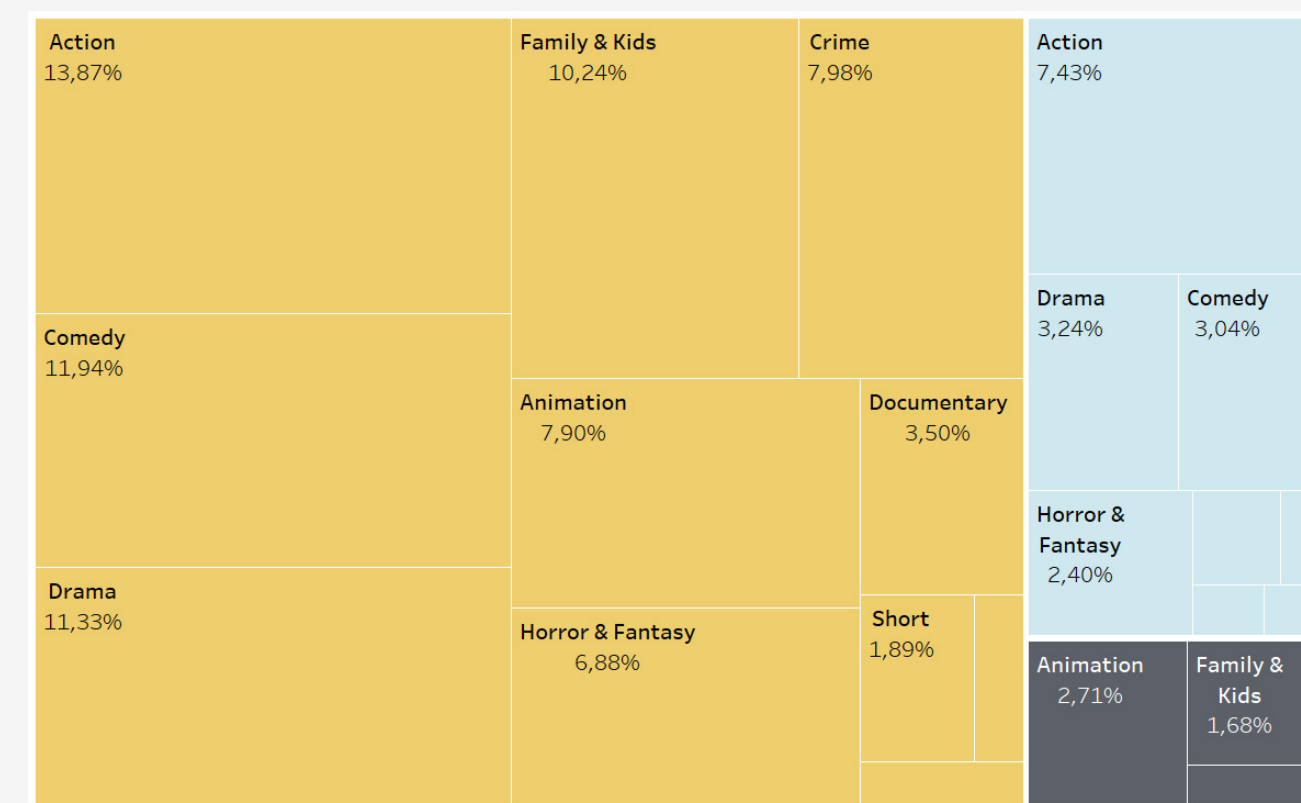 Action
13,87%
Comedy
11,94%
Drama
11,33%
Family & Kids
10,24%
Crime
7,98%
Animation
7,90%
Horror & Fantasy
6,88%
Documentary
3,50%
Short
1,89%
Action
7,43%
Drama
3,24%
Comedy
3,04%
Horror &
Fantasy
2,40%
Animation
2,71%
Family &
Kids
1,68%